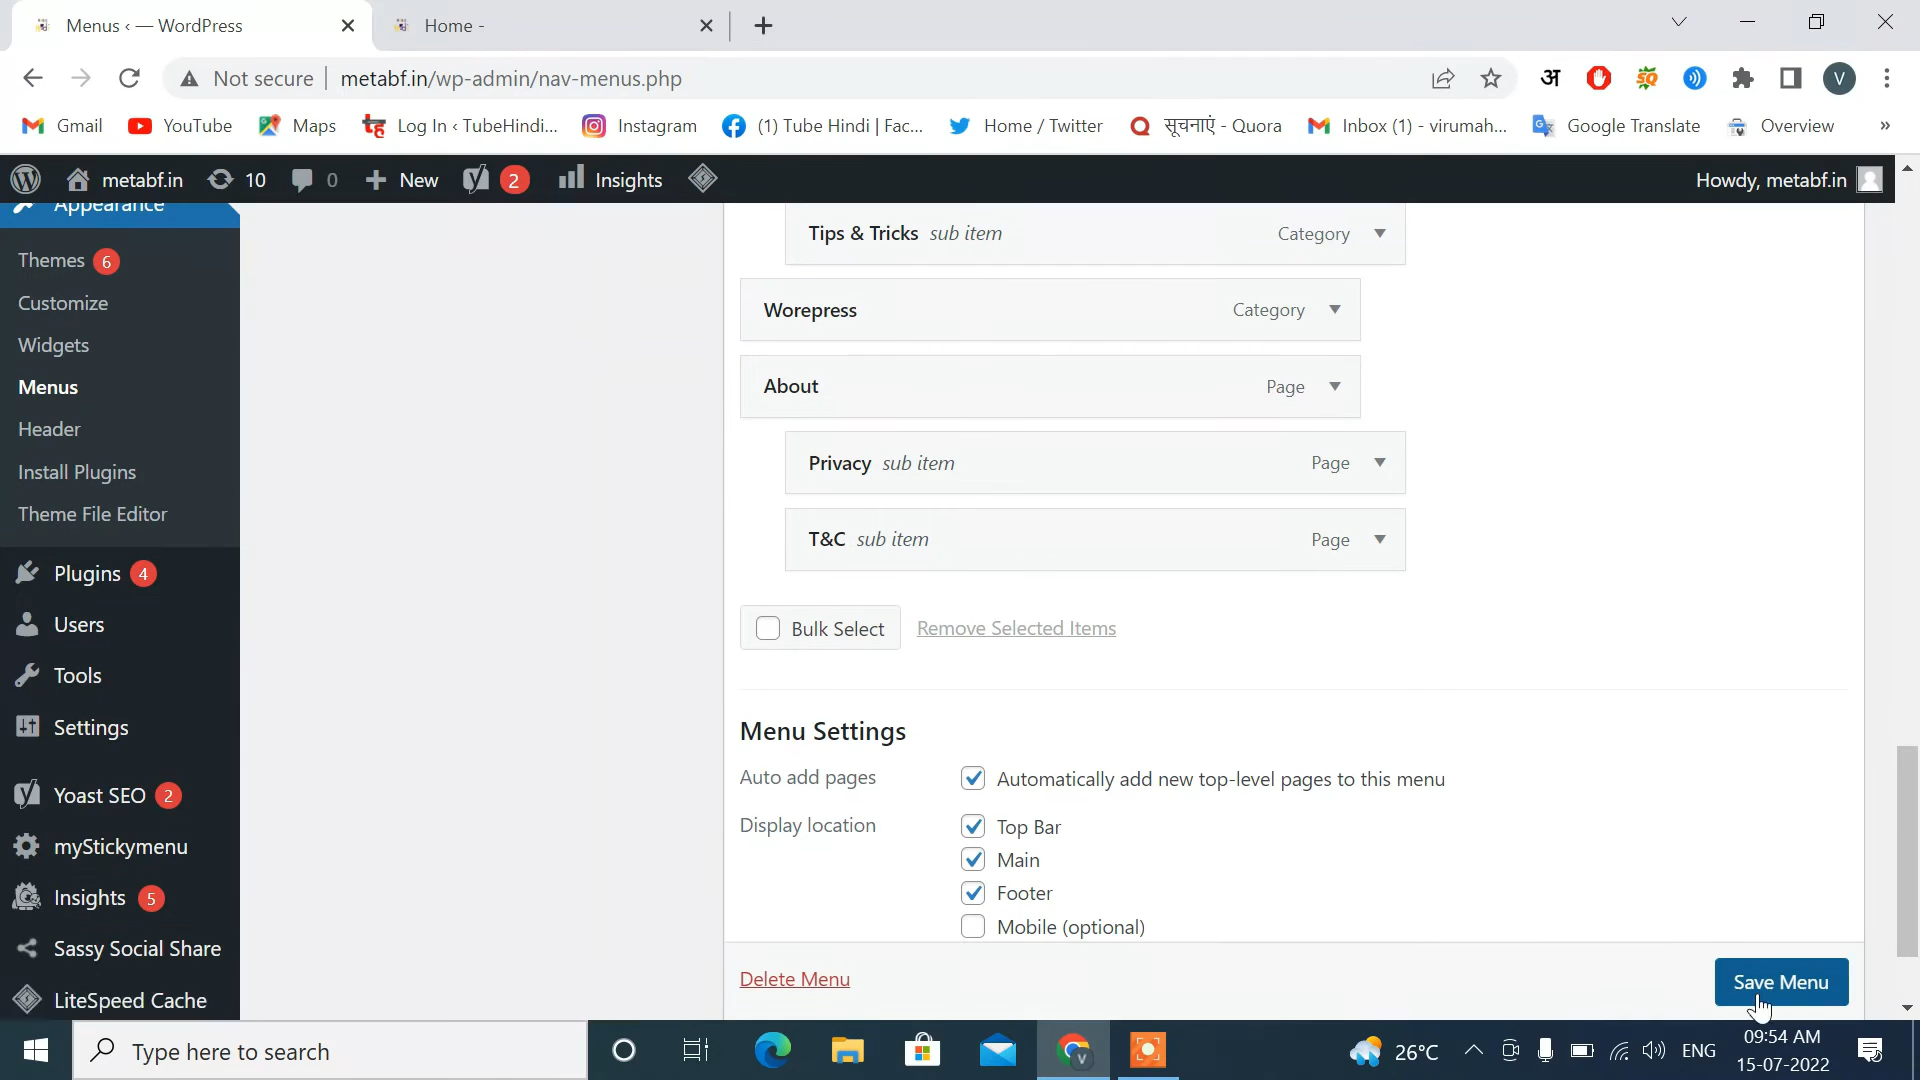 Menus ‹ — WordPress
Home -
Not secure
metabf.in/wp-admin/nav-menus.php
अ
V
Gmail
YouTube
Maps
Log In ‹ TubeHindi...
Instagram
(1) Tube Hindi | Fac...
Home / Twitter
सूचनाएं - Quora
Inbox (1) - virumah...
Google Translate
Overview
»
metabf.in
10
0
New
2
Insights
Howdy, metabf.in
Appearance
Themes 6
Customize
Widgets
Menus
Header
Install Plugins
Theme File Editor
Plugins 4
Users
Tools
Settings
Yoast SEO 2
myStickymenu
Insights 5
Sassy Social Share
LiteSpeed Cache
Tips & Tricks sub item Category
Worepress Category
About Page
Privacy sub item Page
T&C sub item Page
Bulk Select
Remove Selected Items
Menu Settings
Auto add pages
Automatically add new top-level pages to this menu
Display location
Top Bar
Main
Footer
Mobile (optional)
Delete Menu
Save Menu
Type here to search
26°C
ENG
09:54 AM
15-07-2022